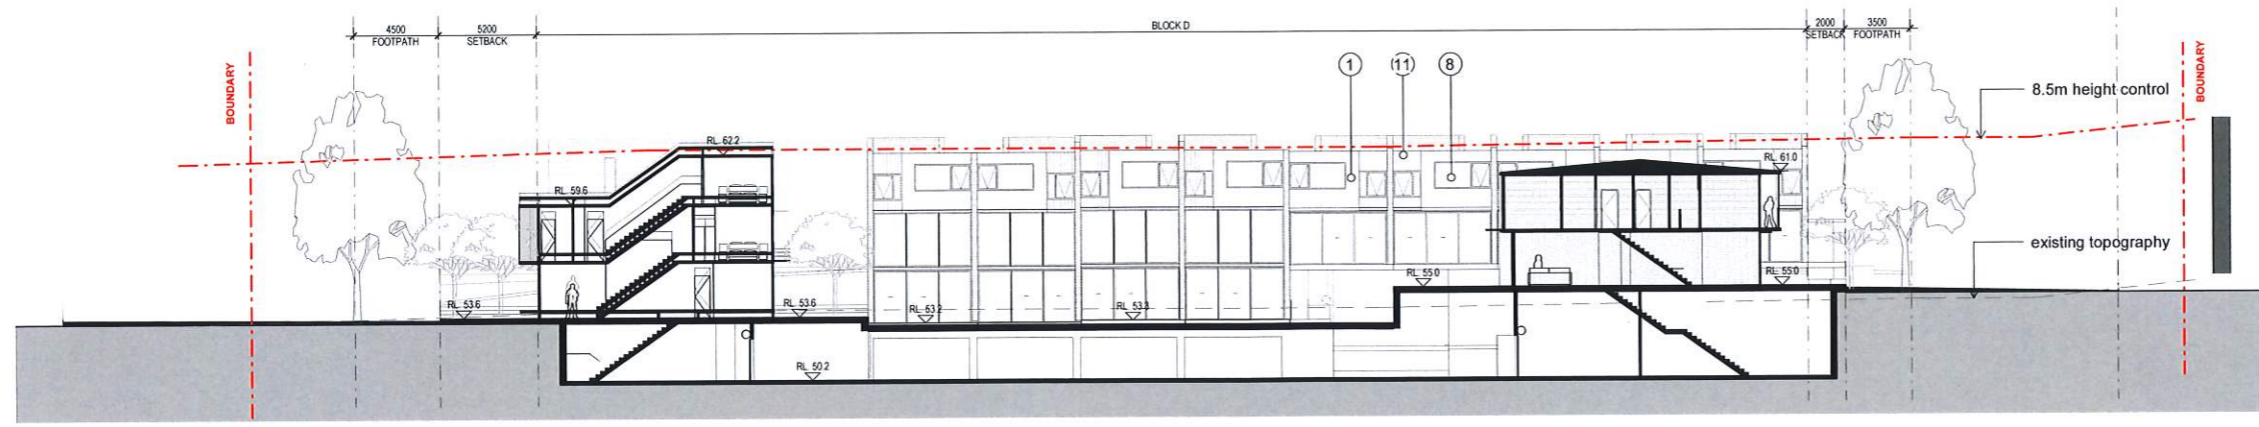 4500
FOOTPATH
5200
SETBACK
BLOCK D
2000
SETBACK
3500
FOOTPATH
BOUNDARY
BOUNDARY
1
11
8
8.5m height control
RL. 62.2
RL. 61.0
RL. 59.6
existing topography
RL. 55.0
RL. 55.0
RL. 53.6
RL. 53.6
RL. 53.2
RL. 53.3
RL. 50.2